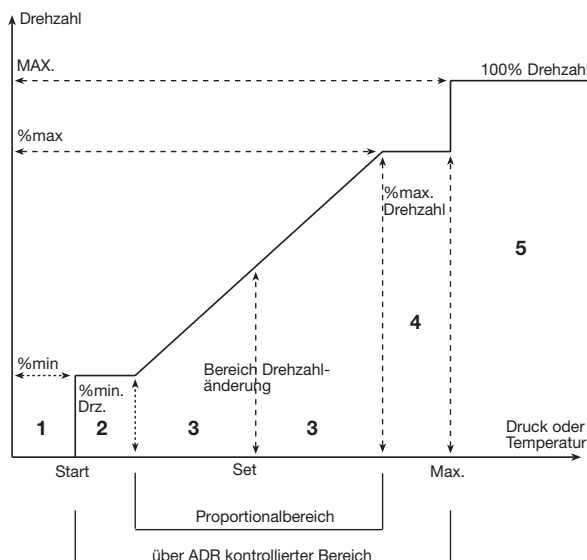 Drehzahl
MAX.
100% Drehzahl
%max
%max.
Drehzahl
5
4
%min
Bereich Drehzahl-
änderung
%min.
Drz.
1
2
3
3
Druck oder
Temperatur
Start
Set
Max.
Proportionalbereich
über ADR kontrollierter Bereich